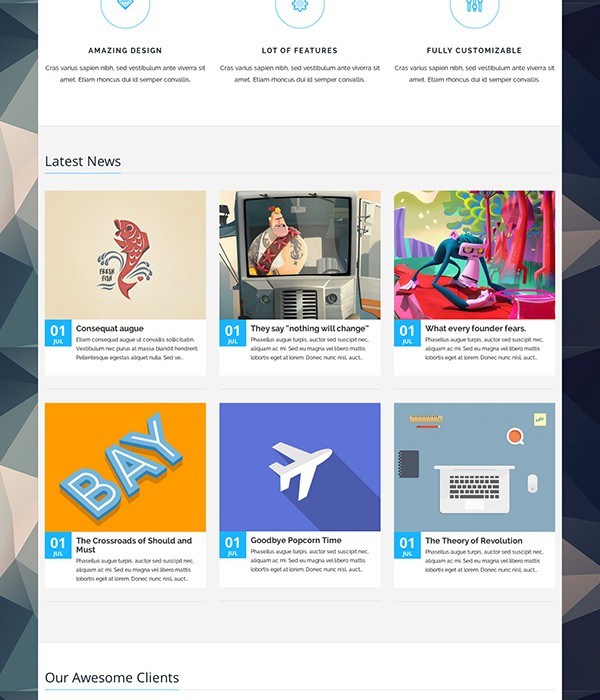 AMAZING DESIGN
Cras varius sapien nibh, sed vestibulum ante viverra sit
amet. Etiam rhoncus dui id semper convallis.
LOT OF FEATURES
Cras varius sapien nibh, sed vestibulum ante viverra sit
amet. Etiam rhoncus dui id semper convallis.
FULLY CUSTOMIZABLE
Cras varius sapien nibh, sed vestibulum ante viverra sit
amet. Etiam rhoncus dui id semper convallis.
Latest News
FRESH
FISH
01
JUL
Consequat augue
Etiam consequat augue ut convallis sollicitudin.
Vestibulum nec purus at massa blandit hendrerit.
Pellentesque egestas aliquet nulla. Sed ve...
01
JUL
They say "nothing will change"
Phasellus augue turpis, auctor sed suscipit nec,
aliquam ac mi. Sed eu magna vel libero mattis
lobortis eget at lorem. Donec nunc nisl, auct...
01
JUL
What every founder fears.
Phasellus augue turpis, auctor sed suscipit nec,
aliquam ac mi. Sed eu magna vel libero mattis
lobortis eget at lorem. Donec nunc nisl, auct...
BAY
01
JUL
The Crossroads of Should and
Must
Phasellus augue turpis, auctor sed suscipit nec,
aliquam ac mi. Sed eu magna vel libero mattis
lobortis eget at lorem. Donec nunc nisl, auct...
01
JUL
Goodbye Popcorn Time
Phasellus augue turpis, auctor sed suscipit nec,
aliquam ac mi. Sed eu magna vel libero mattis
lobortis eget at lorem. Donec nunc nisl, auct...
01
JUL
The Theory of Revolution
Phasellus augue turpis, auctor sed suscipit nec,
aliquam ac mi. Sed eu magna vel libero mattis
lobortis eget at lorem. Donec nunc nisl, auct...
Our Awesome Clients